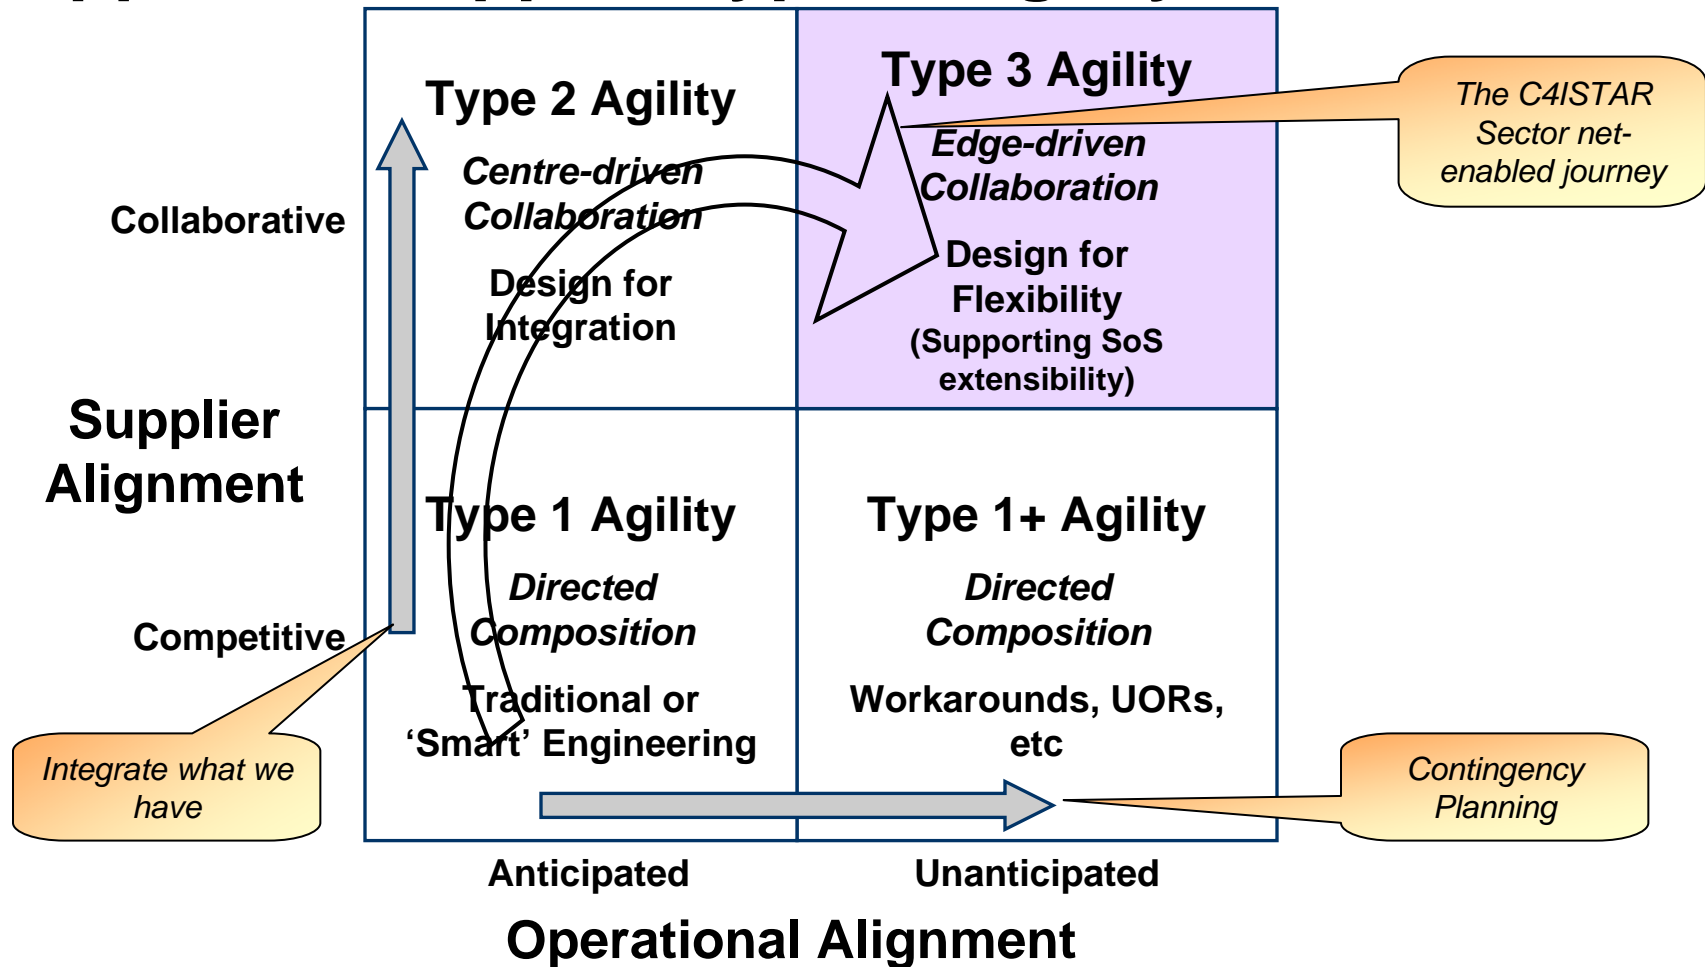 Type 2 Agility
Centre-driven
Collaboration
Design for
Integration
Type 3 Agility
Edge-driven
Collaboration
Design for
Flexibility
(Supporting SoS
extensibility)
The C4ISTAR
Sector net-
enabled journey
Collaborative
Supplier
Alignment
Competitive
Type 1 Agility
Directed
Composition
Traditional or
‘Smart’ Engineering
Type 1+ Agility
Directed
Composition
Workarounds, UORs,
etc
Integrate what we
have
Contingency
Planning
Anticipated
Unanticipated
Operational Alignment